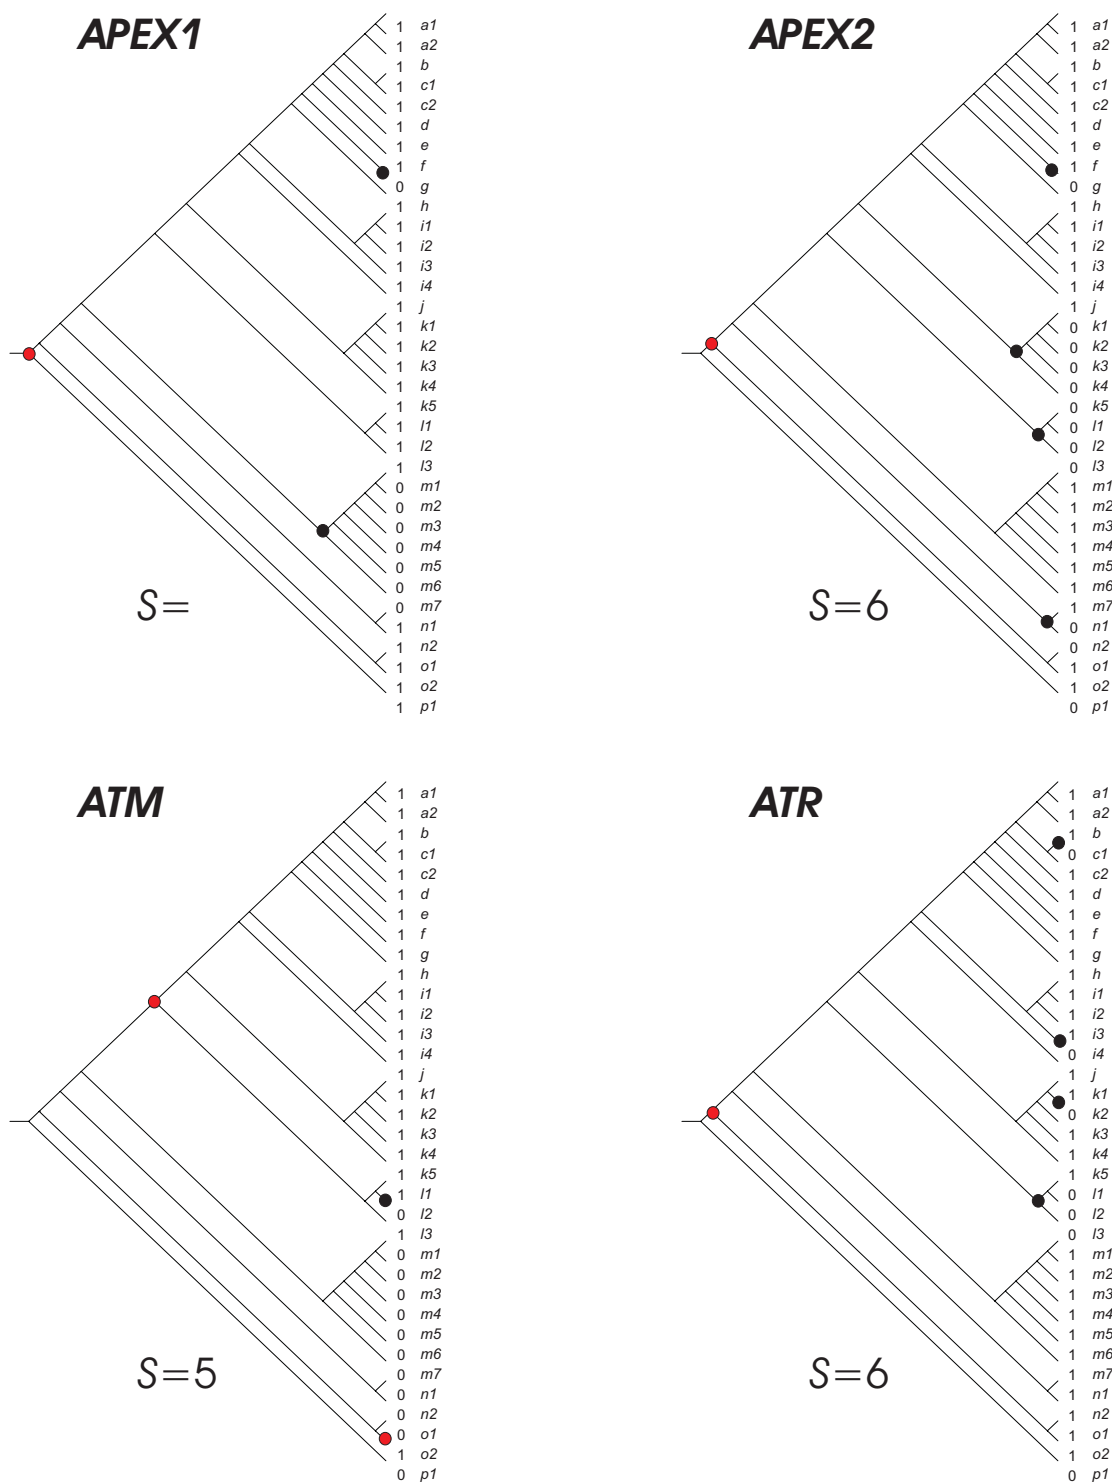 APEX1
1 a1
1 a2
1 b
1 c1
1 c2
1 d
1 e
1 f
0 g
1 h
1 i1
1 i2
1 i3
1 i4
1 j
1 k1
1 k2
1 k3
1 k4
1 k5
1 l1
1 l2
1 l3
0 m1
0 m2
0 m3
0 m4
0 m5
0 m6
0 m7
1 n1
1 n2
1 o1
1 o2
1 p1
S=
APEX2
1 a1
1 a2
1 b
1 c1
1 c2
1 d
1 e
1 f
0 g
1 h
1 i1
1 i2
1 i3
1 i4
1 j
0 k1
0 k2
0 k3
0 k4
0 k5
0 l1
0 l2
0 l3
1 m1
1 m2
1 m3
1 m4
1 m5
1 m6
1 m7
0 n1
0 n2
1 o1
1 o2
0 p1
S=6
ATM
1 a1
1 a2
1 b
1 c1
1 c2
1 d
1 e
1 f
1 g
1 h
1 i1
1 i2
1 i3
1 i4
1 j
1 k1
1 k2
1 k3
1 k4
1 k5
1 l1
0 l2
1 l3
0 m1
0 m2
0 m3
0 m4
0 m5
0 m6
0 m7
0 n1
0 n2
0 o1
1 o2
0 p1
S=5
ATR
1 a1
1 a2
1 b
0 c1
1 c2
1 d
1 e
1 f
1 g
1 h
1 i1
1 i2
1 i3
0 i4
1 j
1 k1
0 k2
1 k3
1 k4
1 k5
0 l1
0 l2
0 l3
1 m1
1 m2
1 m3
1 m4
1 m5
1 m6
1 m7
1 n1
1 n2
1 o1
1 o2
0 p1
S=6